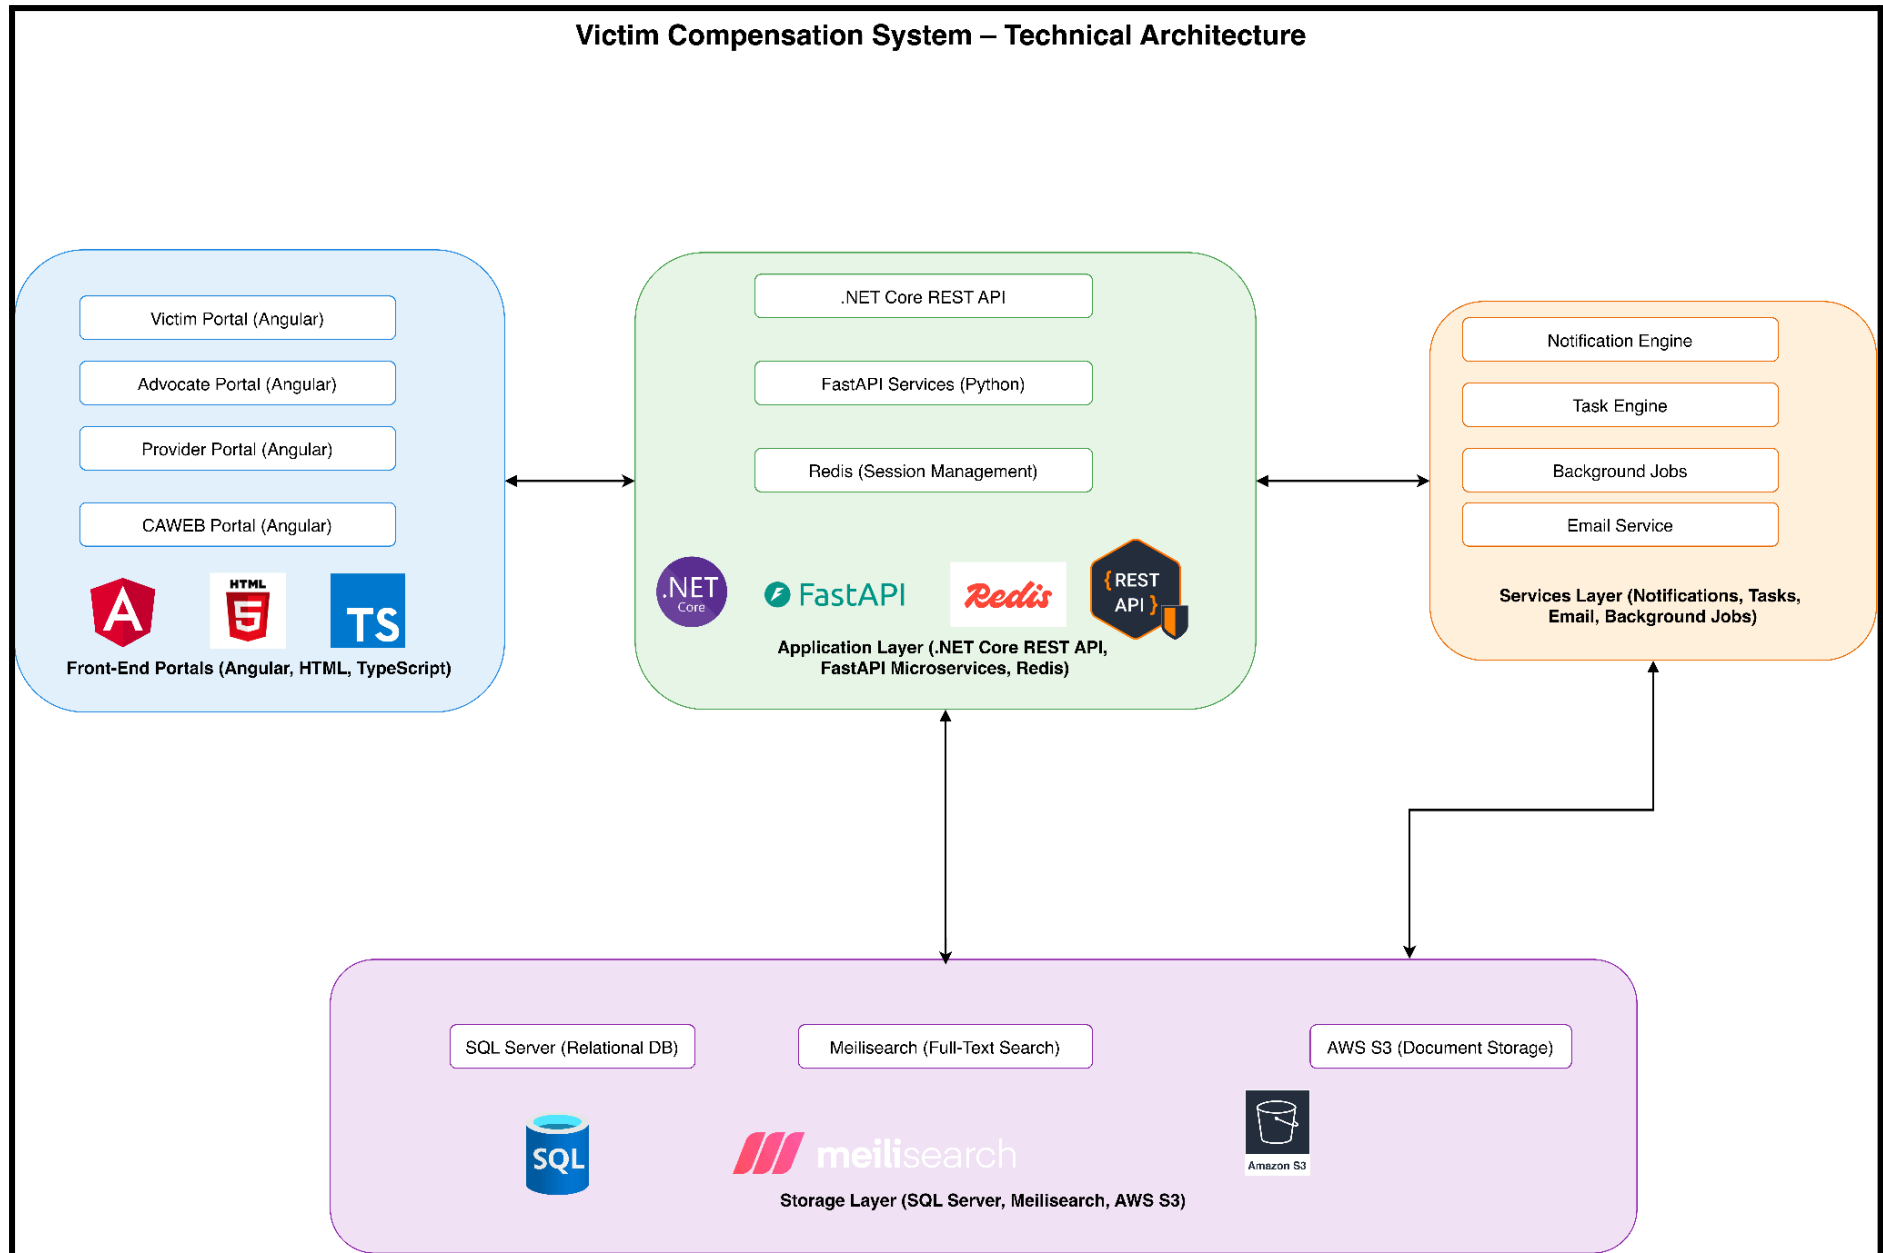 Victim Compensation System – Technical Architecture
Victim Portal (Angular)
Advocate Portal (Angular)
Provider Portal (Angular)
CAWEB Portal (Angular)
HTML
5
TS
Front-End Portals (Angular, HTML, TypeScript)
.NET Core REST API
FastAPI Services (Python)
Redis (Session Management)
.NET
Core
FastAPI
Redis
{REST
API}
Application Layer (.NET Core REST API,
FastAPI Microservices, Redis)
Notification Engine
Task Engine
Background Jobs
Email Service
Services Layer (Notifications, Tasks,
Email, Background Jobs)
SQL Server (Relational DB)
Meilisearch (Full-Text Search)
AWS S3 (Document Storage)
SQL
meilisearch
Amazon S3
Storage Layer (SQL Server, Meilisearch, AWS S3)